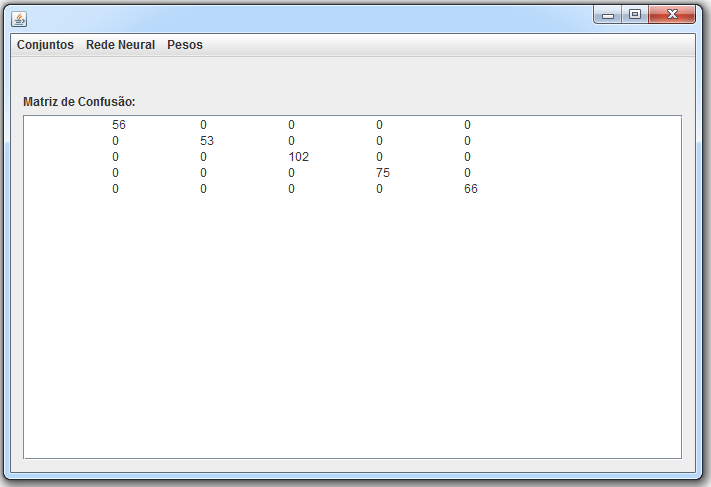 Conjuntos Rede Neural Pesos
Matriz de Confusão:
56 0 0 0 0
0 53 0 0 0
0 0 102 0 0
0 0 0 75 0
0 0 0 0 66